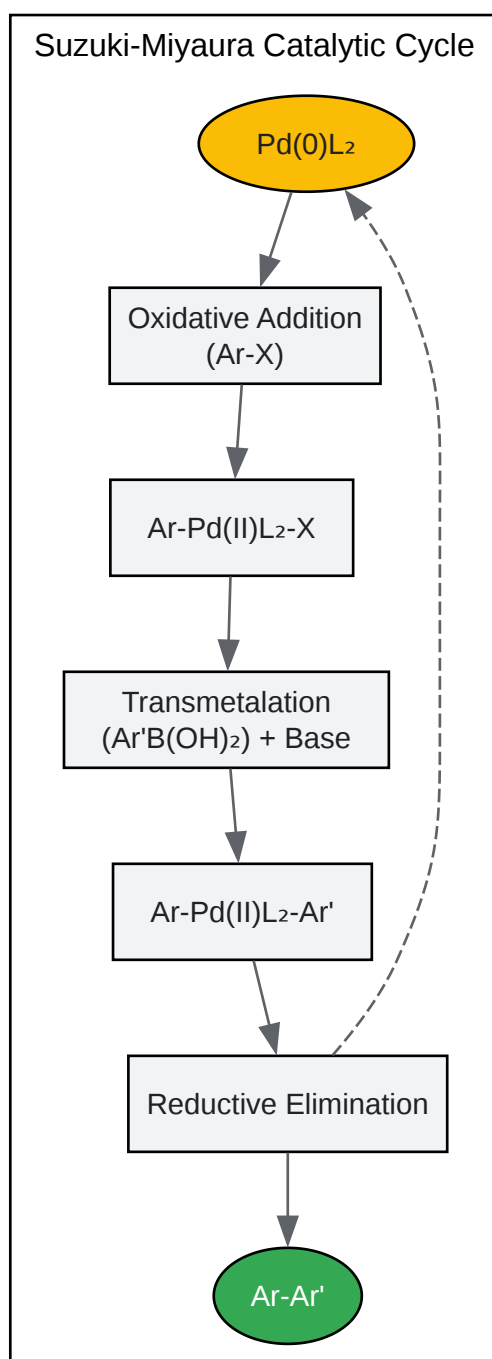 Suzuki-Miyaura Catalytic Cycle
Pd(0)L₂
Oxidative Addition
(Ar-X)
Ar-Pd(II)L₂-X
Transmetalation
(Ar'B(OH)₂) + Base
Ar-Pd(II)L₂-Ar'
Reductive Elimination
Ar-Ar'